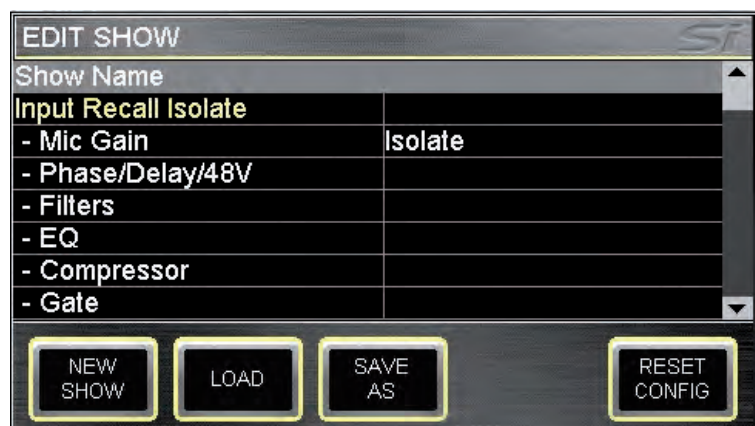 EDIT SHOW
Si
Show Name
Input Recall Isolate
- Mic Gain Isolate
- Phase/Delay/48V
- Filters
- EQ
- Compressor
- Gate
NEW
SHOW
LOAD
SAVE
AS
RESET
CONFIG